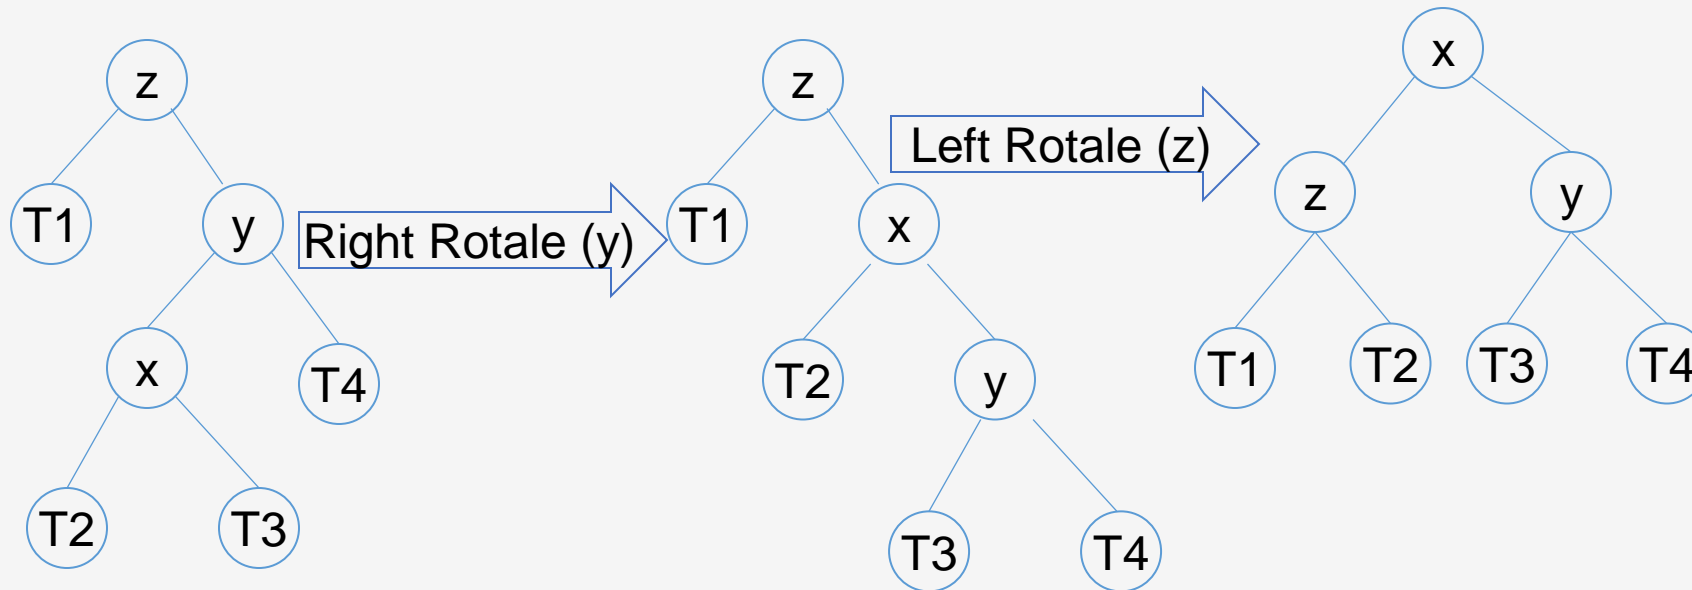 z
T1
y
x
T4
T2
T3
Right Rotale (y)
z
T1
x
T2
y
T3
T4
Left Rotale (z)
x
z
y
T1
T2
T3
T4